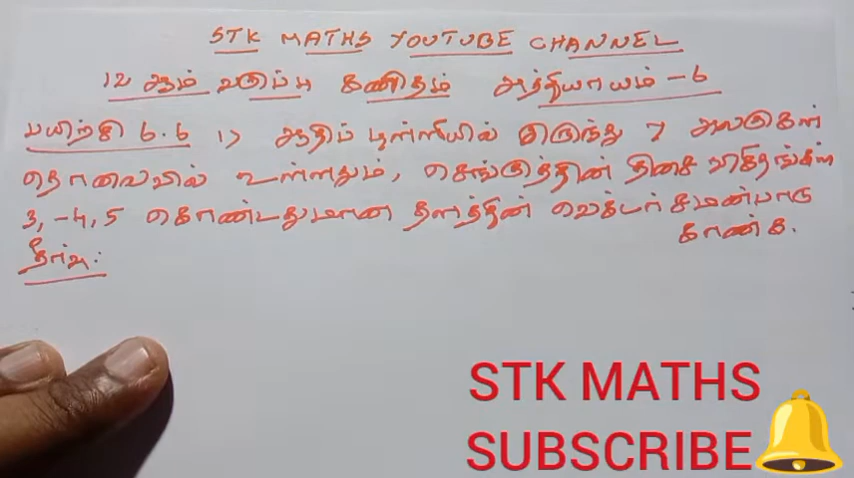 STK MATHS YOUTUBE CHANNEL
12 ஆம் வகுப்பு கணிதம் அத்தியாயம் - 6
பயிற்சி 6.6 1) ஆதிப் புள்ளியில் இருந்து 7 அலகுகள்
தொலைவில் உள்ளதும், செங்குத்தின் திசை விகிதங்கள்
3, -4, 5 கொண்டதுமான தளத்தின் வெக்டர் சமன்பாடு
காண்க.
தீர்வு:
STK MATHS
SUBSCRIBE